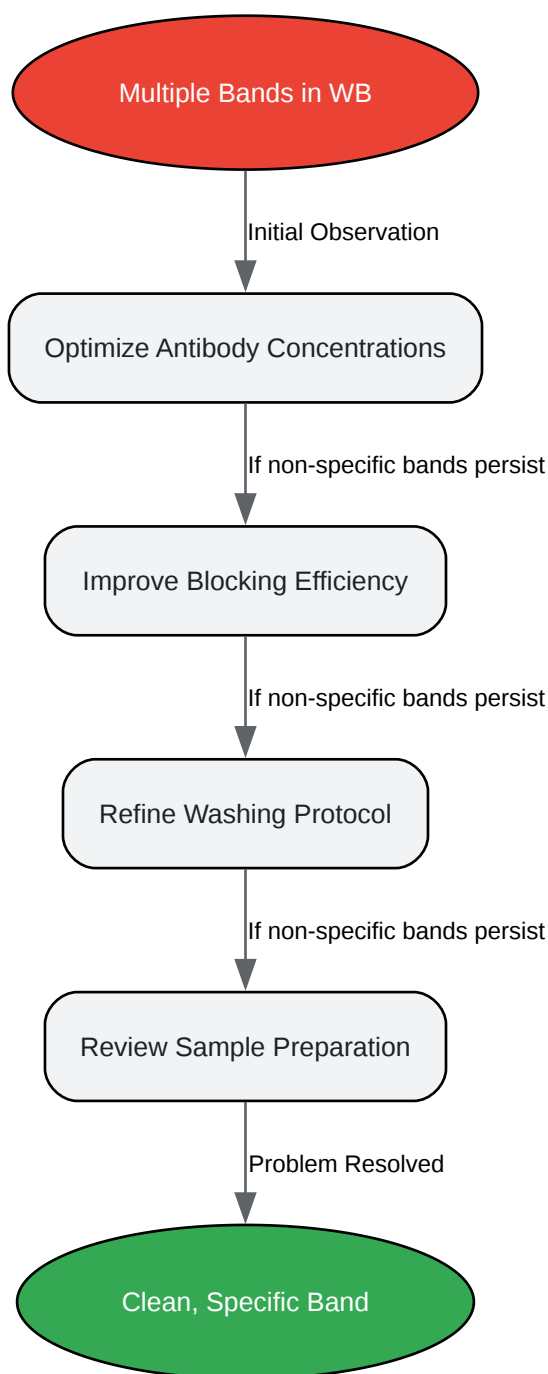 Multiple Bands in WB
Initial Observation
Optimize Antibody Concentrations
If non-specific bands persist
Improve Blocking Efficiency
If non-specific bands persist
Refine Washing Protocol
If non-specific bands persist
Review Sample Preparation
Problem Resolved
Clean, Specific Band